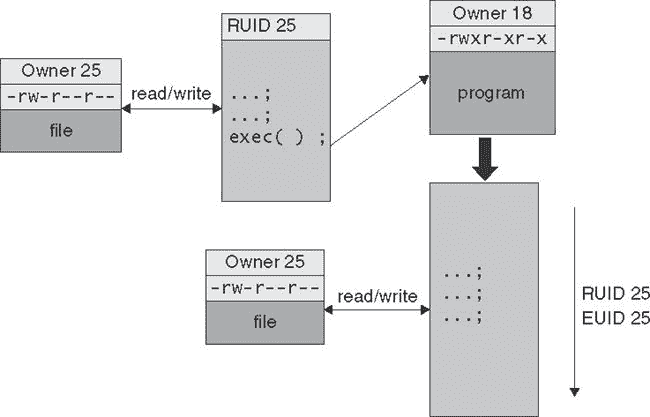 Owner 25
-rw-r--r--
file
read/write
RUID 25
...;
...;
exec( ) ;
Owner 18
-rwxr-xr-x
program
Owner 25
-rw-r--r--
file
read/write
...;
...;
...;
RUID 25
EUID 25